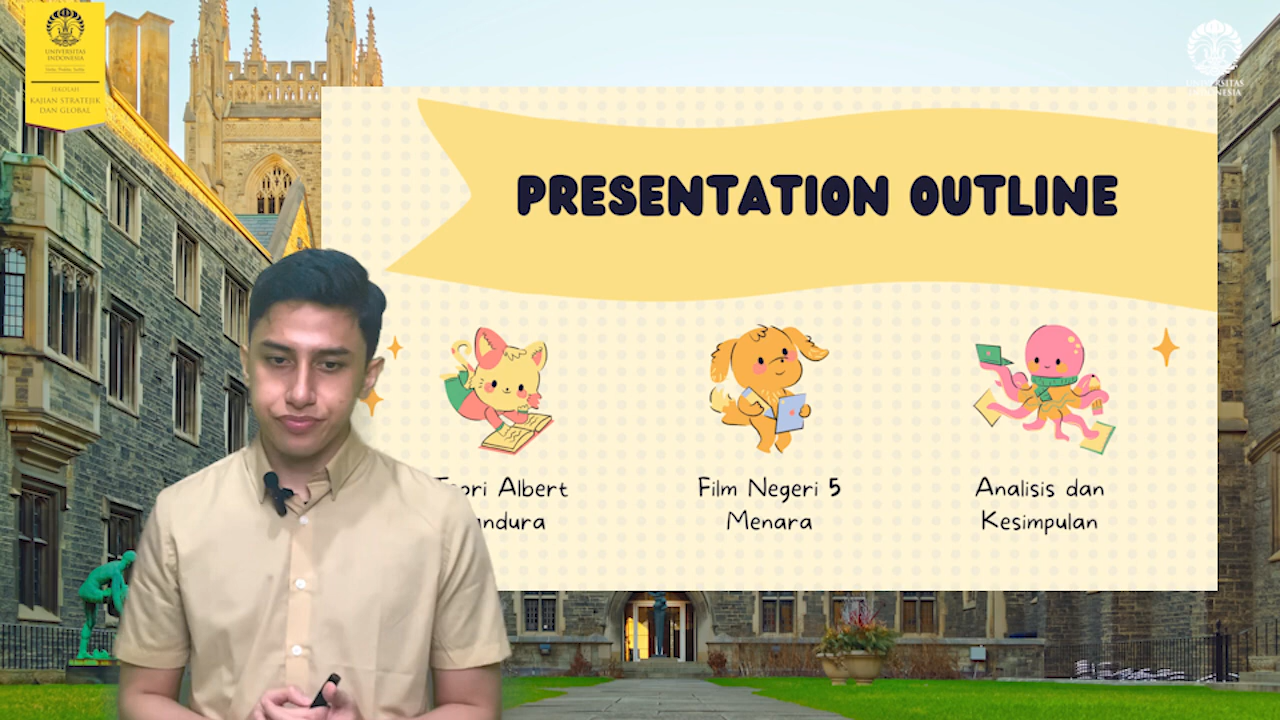 UNIVERSITAS
INDONESIA
SEKOLAH
KAJIAN STRATEJIK
DAN GLOBAL
PRESENTATION OUTLINE
Albert
Film Negeri 5
Menara
Analisis dan
Kesimpulan